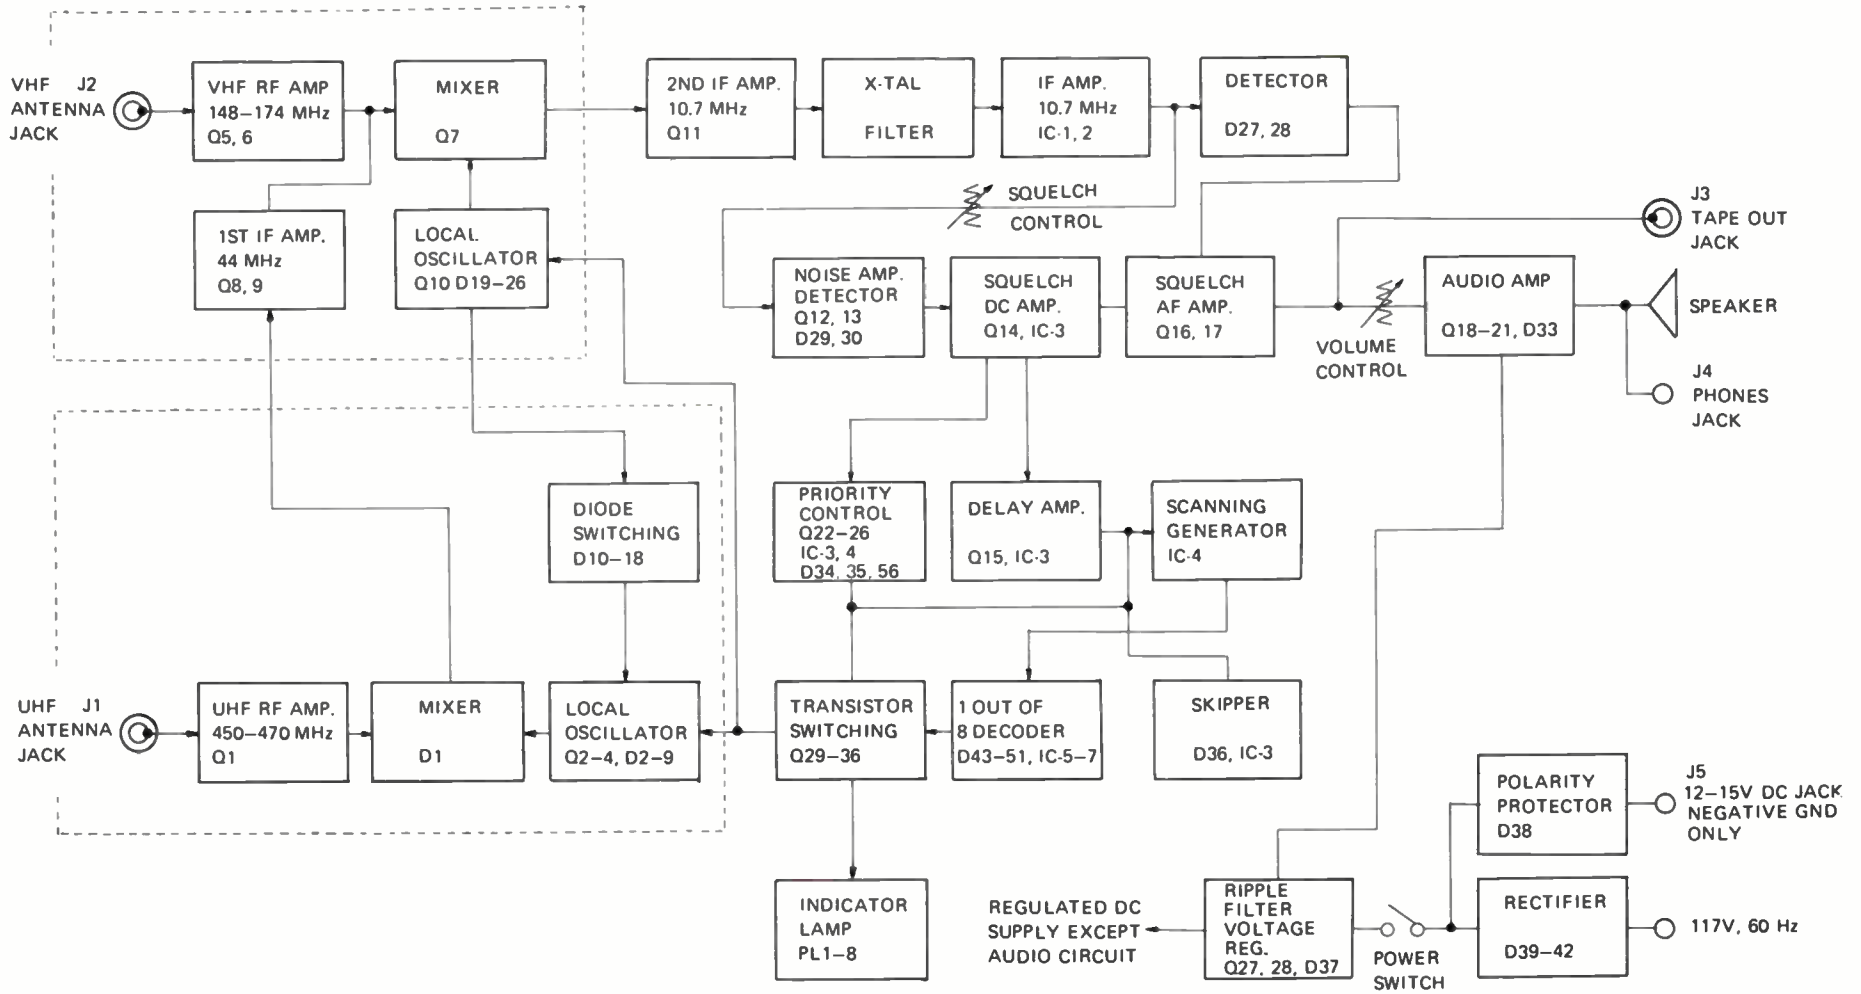 VHF J2
ANTENNA
JACK
VHF RF AMP
148–174 MHz
Q5, 6
MIXER
Q7
2ND IF AMP.
10.7 MHz
Q11
X-TAL
FILTER
IF AMP.
10.7 MHz
IC-1, 2
DETECTOR
D27, 28
SQUELCH
CONTROL
1ST IF AMP.
44 MHz
Q8, 9
LOCAL
OSCILLATOR
Q10 D19–26
NOISE AMP.
DETECTOR
Q12, 13
D29, 30
SQUELCH
DC AMP.
Q14, IC-3
SQUELCH
AF AMP.
Q16, 17
VOLUME
CONTROL
AUDIO AMP
Q18–21, D33
J3
TAPE OUT
JACK
SPEAKER
J4
PHONES
JACK
DIODE
SWITCHING
D10–18
PRIORITY
CONTROL
Q22–26
IC-3, 4
D34, 35, 56
DELAY AMP.
Q15, IC-3
SCANNING
GENERATOR
IC-4
UHF J1
ANTENNA
JACK
UHF RF AMP.
450–470 MHz
Q1
MIXER
D1
LOCAL
OSCILLATOR
Q2–4, D2–9
TRANSISTOR
SWITCHING
Q29–36
1 OUT OF
8 DECODER
D43–51, IC-5–7
SKIPPER
D36, IC-3
POLARITY
PROTECTOR
D38
J5
12–15V DC JACK
NEGATIVE GND
ONLY
INDICATOR
LAMP
PL1–8
REGULATED DC
SUPPLY EXCEPT
AUDIO CIRCUIT
RIPPLE
FILTER
VOLTAGE
REG.
Q27, 28, D37
POWER
SWITCH
RECTIFIER
D39–42
117V, 60 Hz